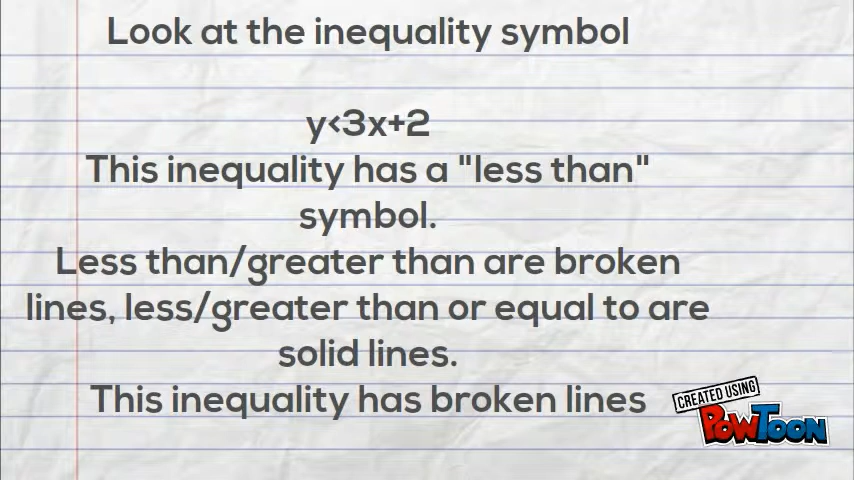 Look at the inequality symbol
y<3x+2
This inequality has a "less than"
symbol.
Less than/greater than are broken
lines, less/greater than or equal to are
solid lines.
This inequality has broken lines
CREATED USING
POWTOON